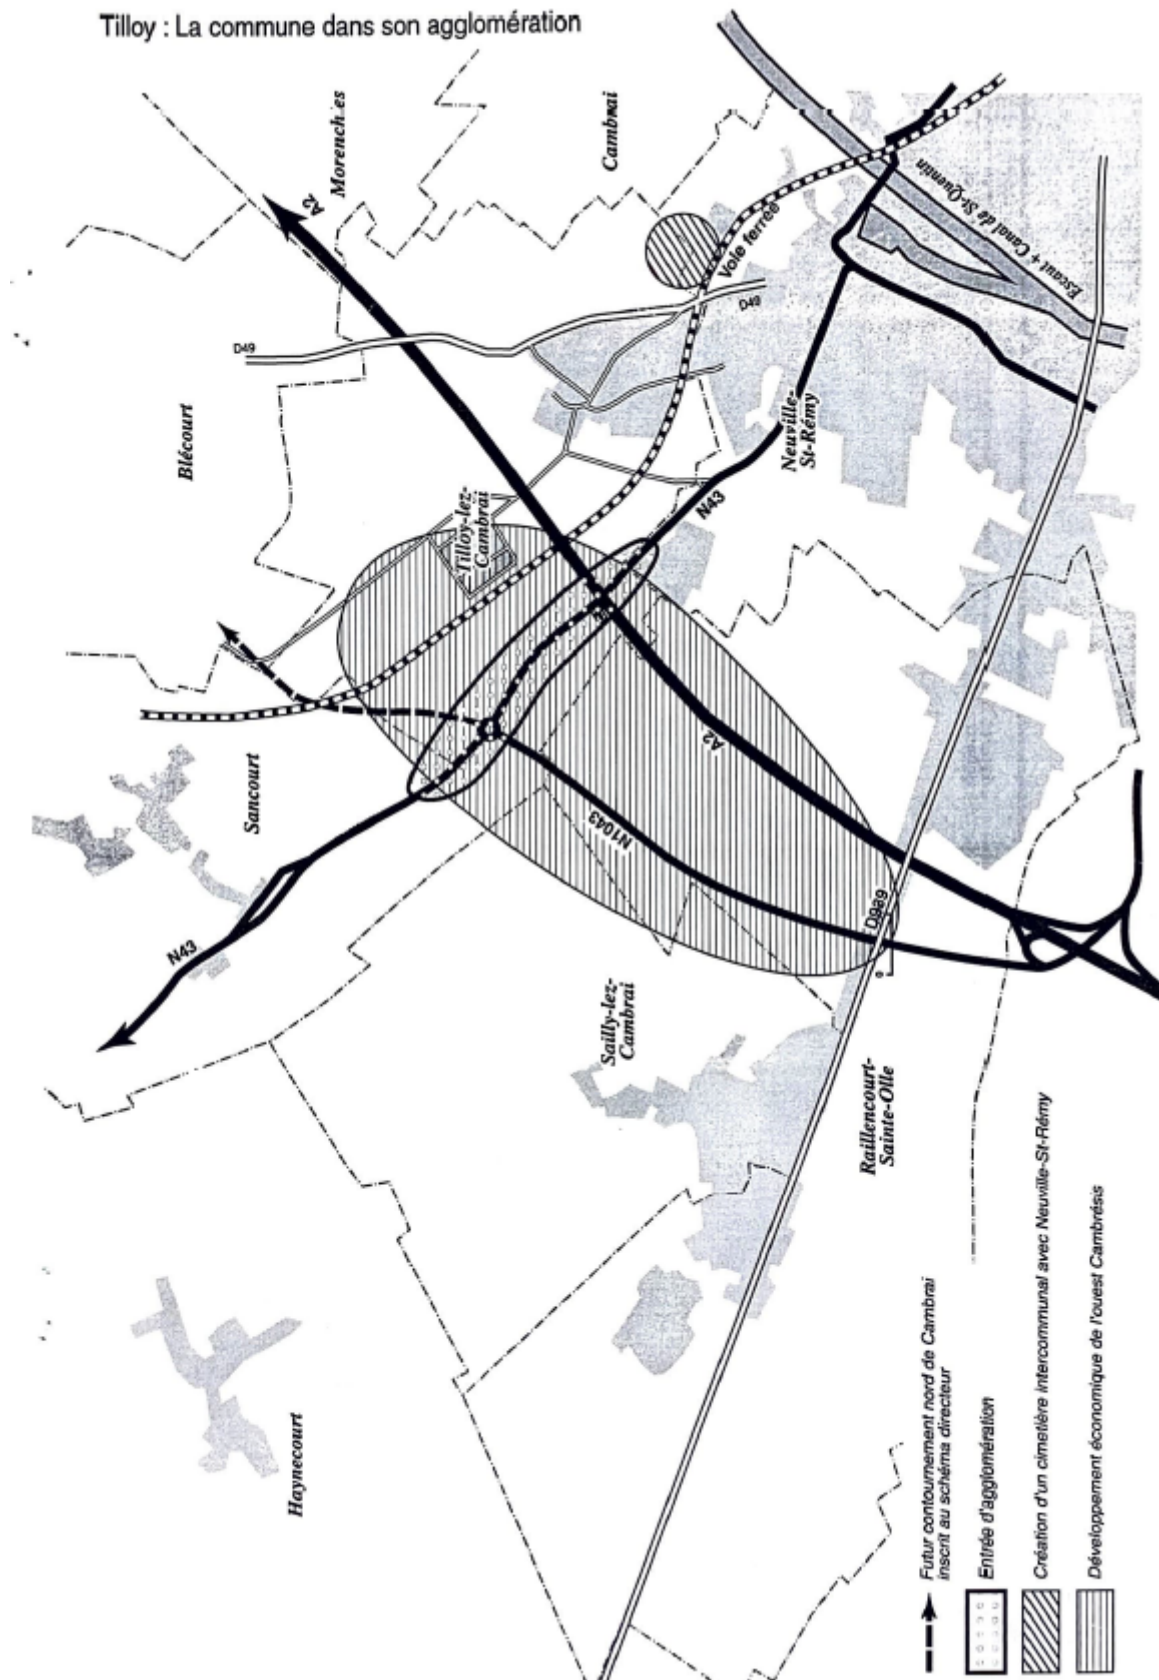 Tilloy : La commune dans son agglomération
Morenchies
Cambrai
A2
Escaut + Canal de St-Quentin
Voie ferrée
D49
D49
Blécourt
Neuville-
St-Rémy
Tilloy-lez-
Cambrai
N43
A2
Sancourt
N1043
D939
N43
Sailly-lez-
Cambrai
Raillencourt-
Sainte-Olle
Haynecourt
Futur contournement nord de Cambrai
inscrit au schéma directeur
Entrée d'agglomération
Création d'un cimetière intercommunal avec Neuville-St-Rémy
Développement économique de l'ouest Cambrésis